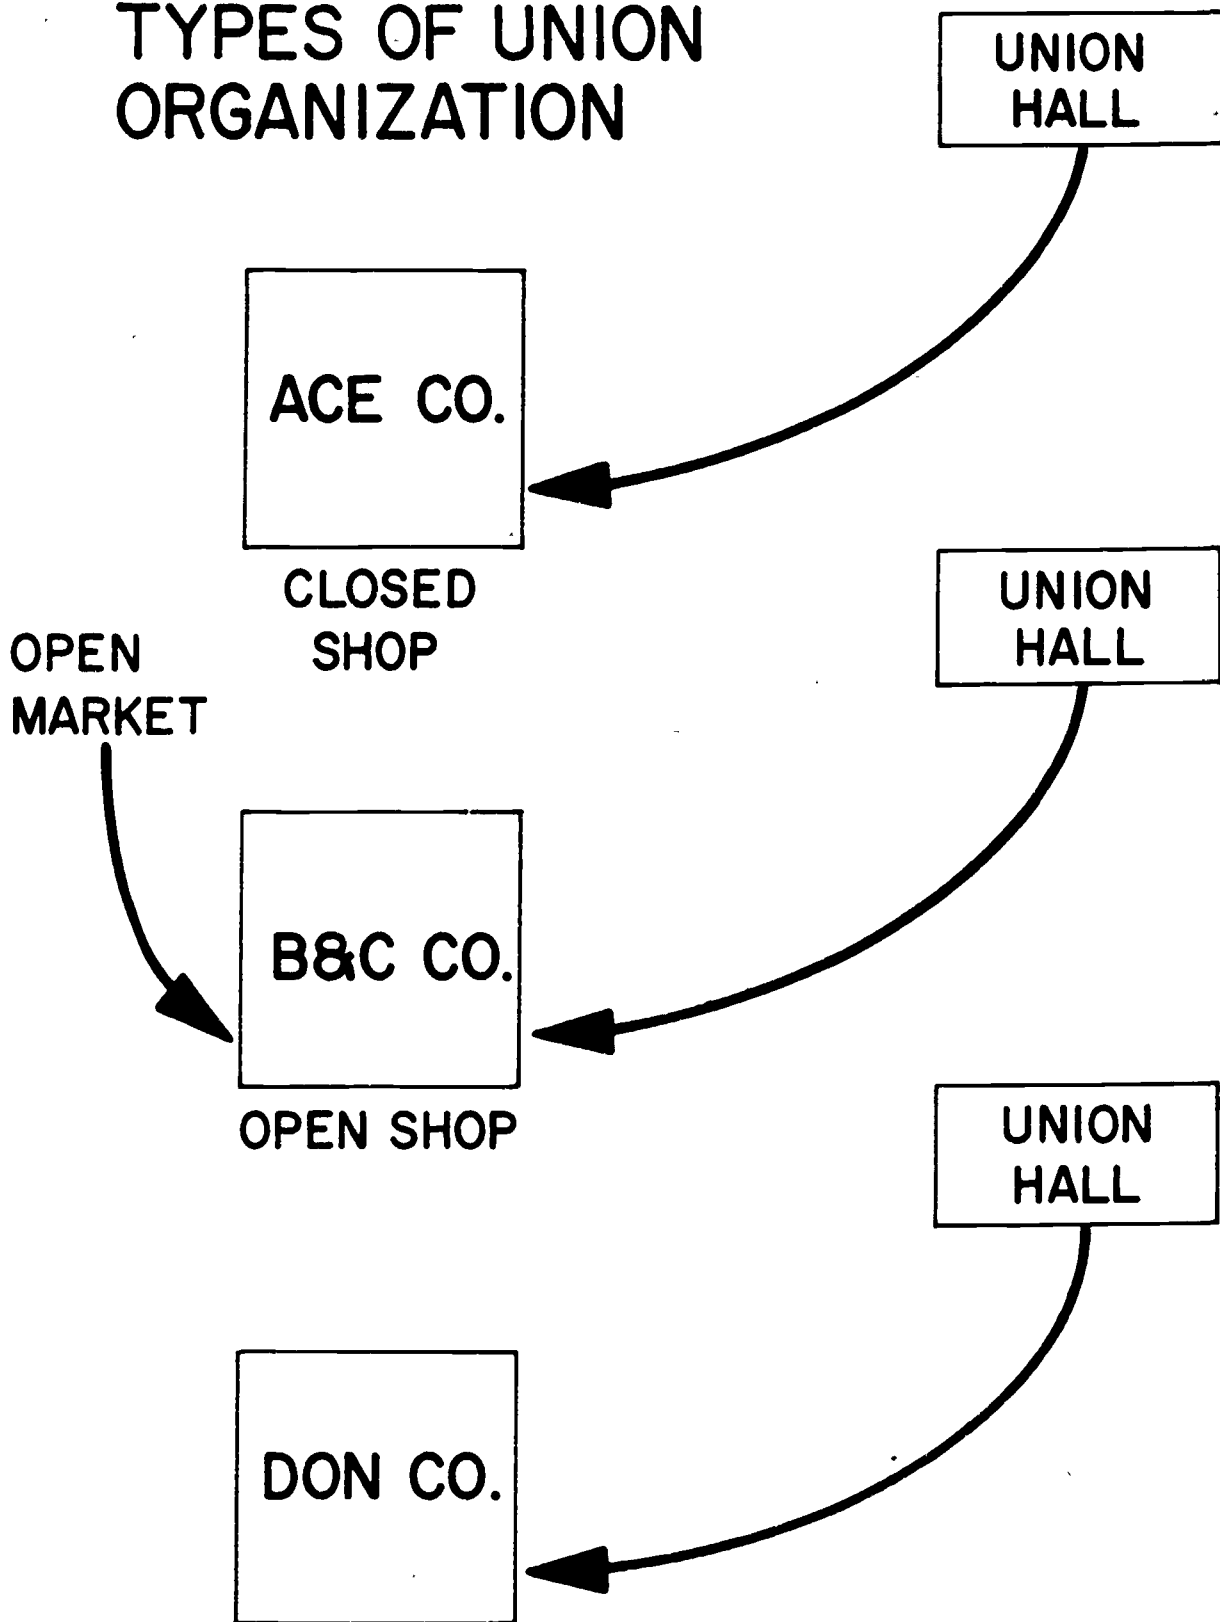 TYPES OF UNION
ORGANIZATION
UNION
HALL
ACE CO.
CLOSED
SHOP
UNION
HALL
OPEN
MARKET
B&C CO.
OPEN SHOP
UNION
HALL
DON CO.